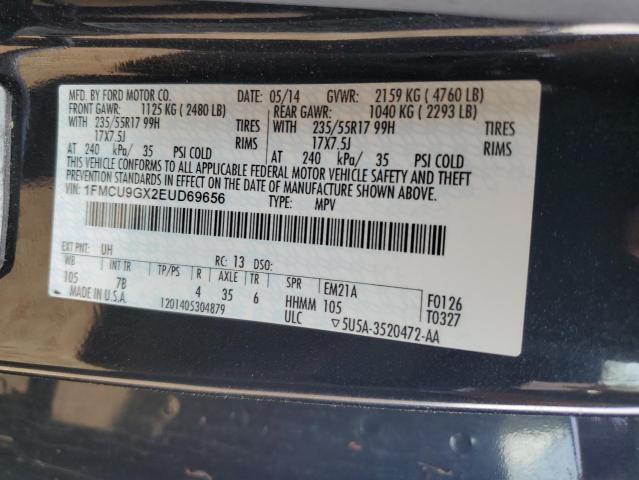 MFD. BY FORD MOTOR CO. DATE: 05/14 GVWR: 2159 KG ( 4760 LB)
FRONT GAWR: 1125 KG ( 2480 LB) REAR GAWR: 1040 KG ( 2293 LB)
WITH 235/55R17 99H TIRES WITH 235/55R17 99H TIRES
17X7.5J RIMS 17X7.5J RIMS
AT 240 kPa/ 35 PSI COLD AT 240 kPa/ 35 PSI COLD
THIS VEHICLE CONFORMS TO ALL APPLICABLE FEDERAL MOTOR VEHICLE SAFETY AND THEFT
PREVENTION STANDARDS IN EFFECT ON THE DATE OF MANUFACTURE SHOWN ABOVE.
VIN: 1FMCU9GX2EUD69656 TYPE: MPV
EXT PNT: UH RC: 13 DSO:
WB INT TR TP/PS R AXLE TR SPR EM21A F0126
105 7B 4 35 6 HHMM 105 T0327
MADE IN U.S.A. 1201405304879 ULC ▽5U5A-3520472-AA